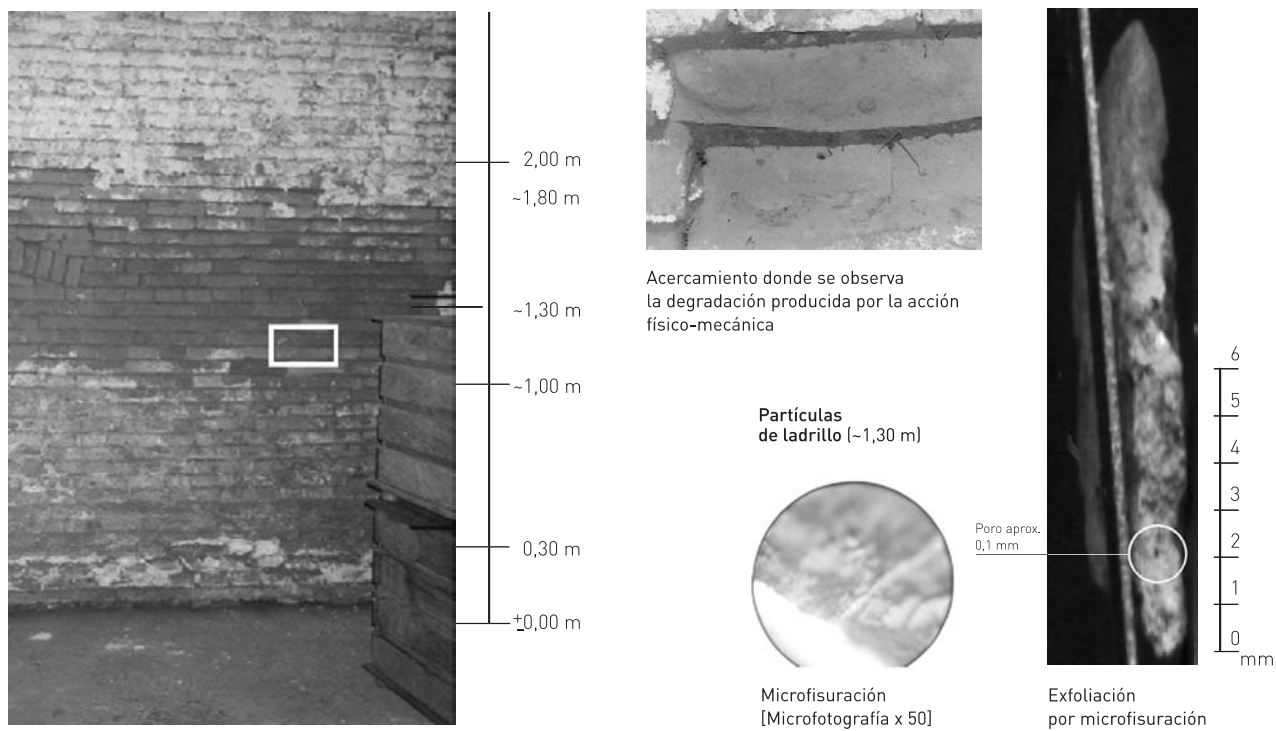 2,00 m
~1,80 m
~1,30 m
~1,00 m
0,30 m
±0,00 m
Acercamiento donde se observa
la degradación producida por la acción
físico-mecánica
Partículas
de ladrillo (~1,30 m)
Microfisuración
[Microfotografía x 50]
Poro aprox.
0,1 mm
6
5
4
3
2
1
0
mm
Exfoliación
por microfisuración